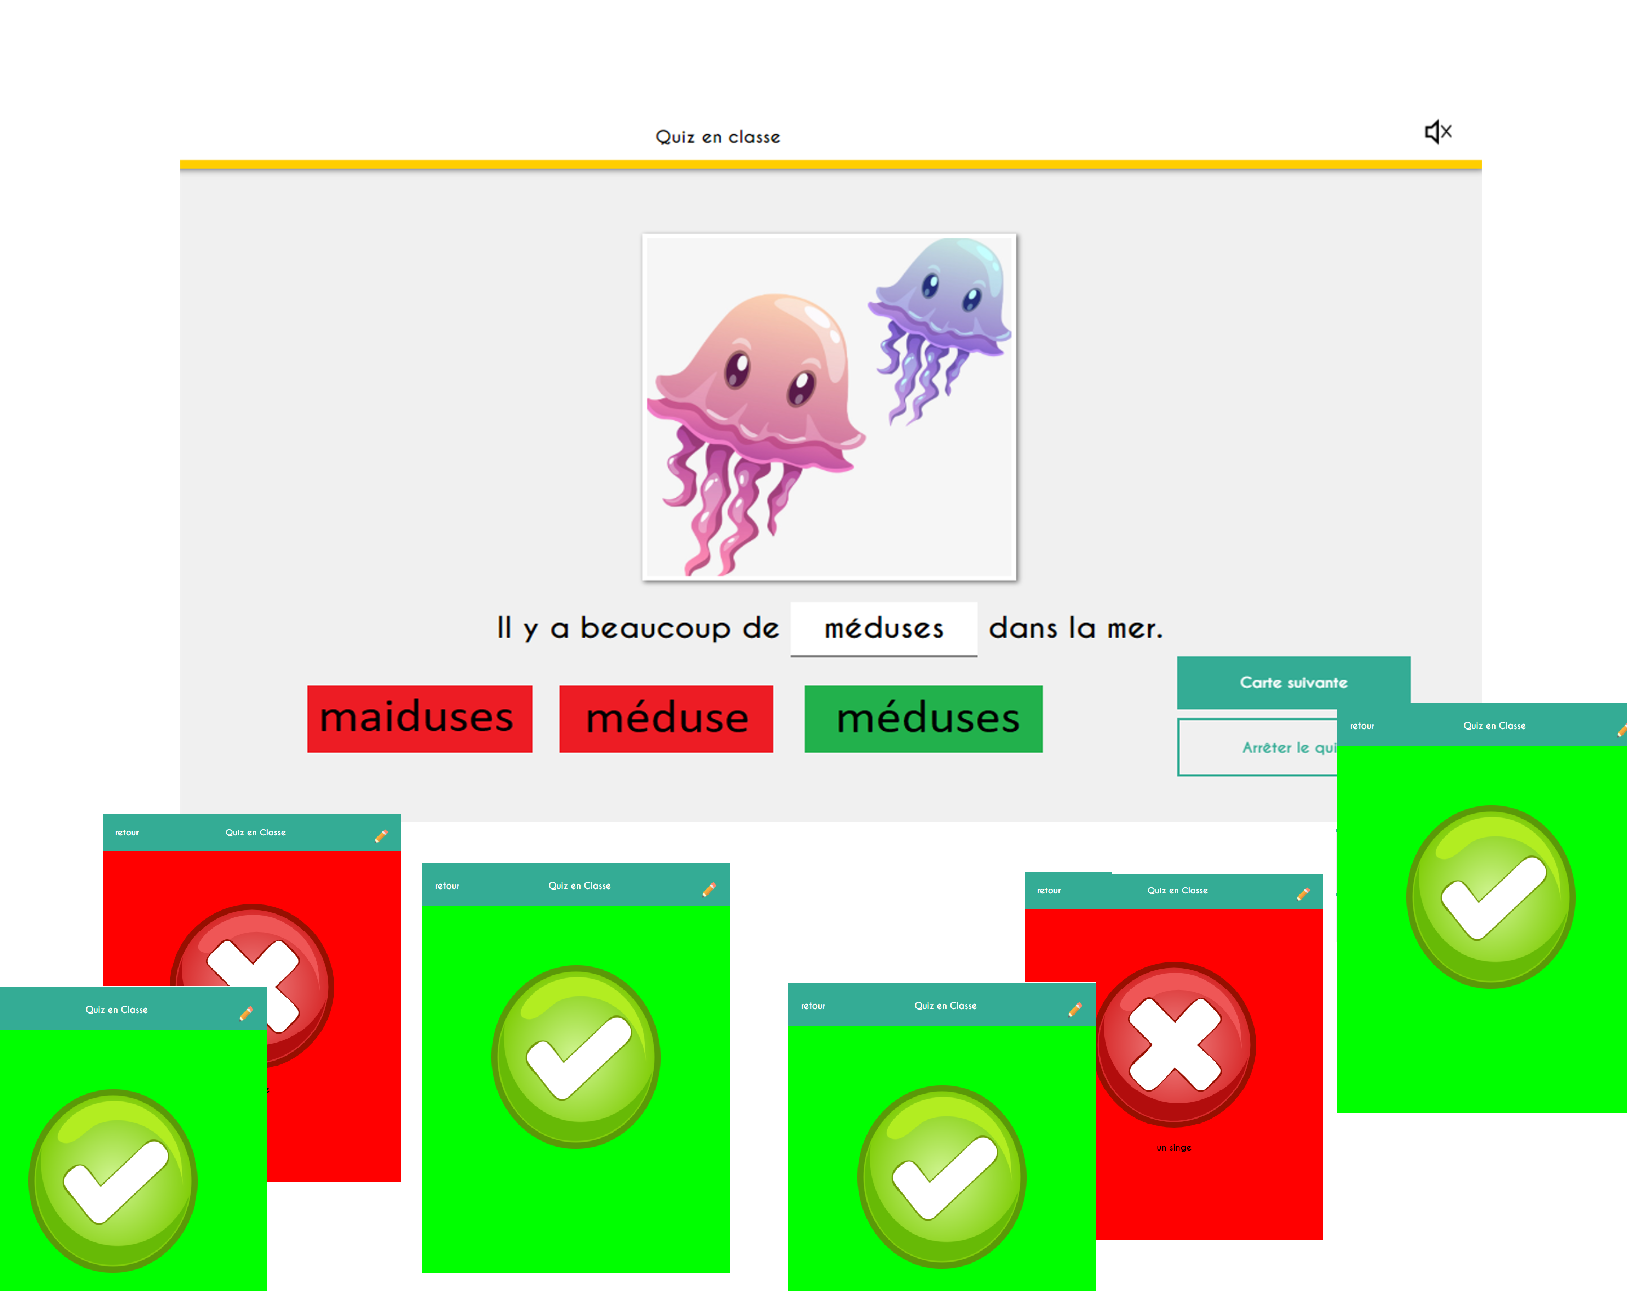 Quiz en classe
Il y a beaucoup de méduses dans la mer.
maiduses méduse méduses
Carte suivante
Arrêter le qui
retour Quiz en Classe
retour Quiz en Classe
retour Quiz en Classe
retour Quiz en Classe
Quiz en Classe
retour Quiz en Classe
un singe